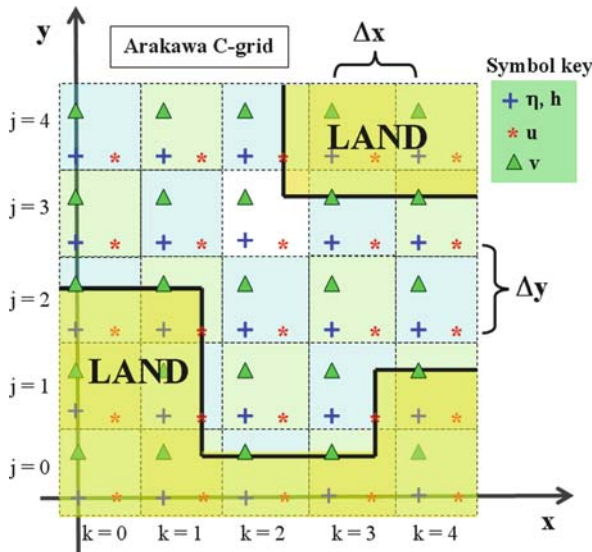 y
Arakawa C-grid
Δx
Symbol key
+ η, h
* u
▲ v
j = 4
LAND
j = 3
Δy
j = 2
LAND
j = 1
j = 0
x
k = 0 k = 1 k = 2 k = 3 k = 4